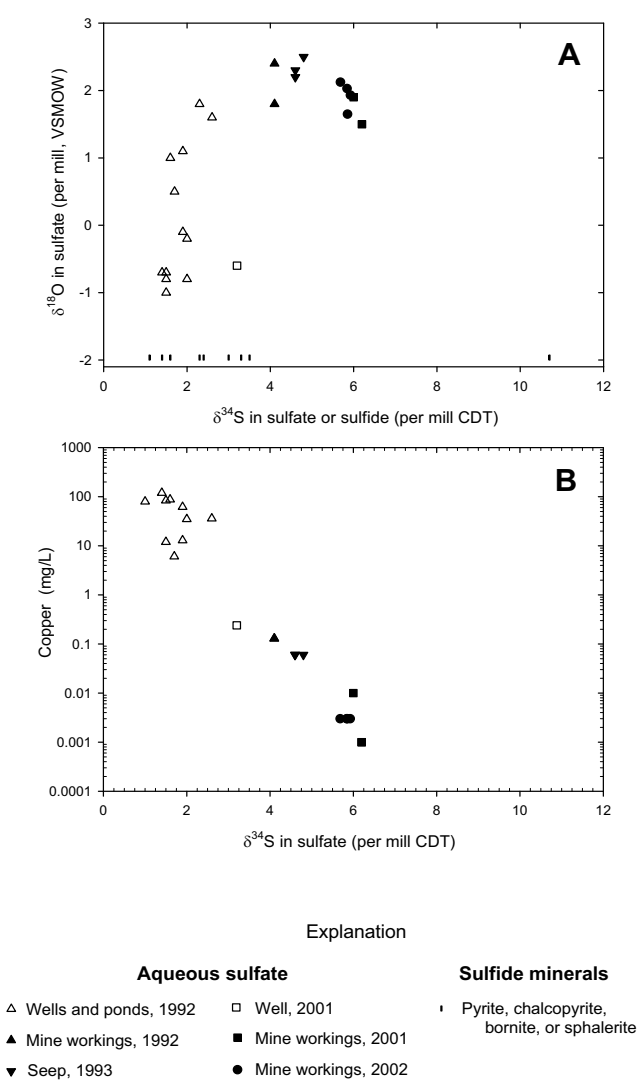 A
3
2
1
0
-1
-2
δ18O in sulfate (per mill, VSMOW)
0 2 4 6 8 10 12
δ34S in sulfate or sulfide (per mill CDT)
B
1000
100
10
1
0.1
0.01
0.001
0.0001
Copper (mg/L)
0 2 4 6 8 10 12
δ34S in sulfate (per mill CDT)
Explanation
Aqueous sulfate
Wells and ponds, 1992
Mine workings, 1992
Seep, 1993
Well, 2001
Mine workings, 2001
Mine workings, 2002
Sulfide minerals
Pyrite, chalcopyrite,
bornite, or sphalerite